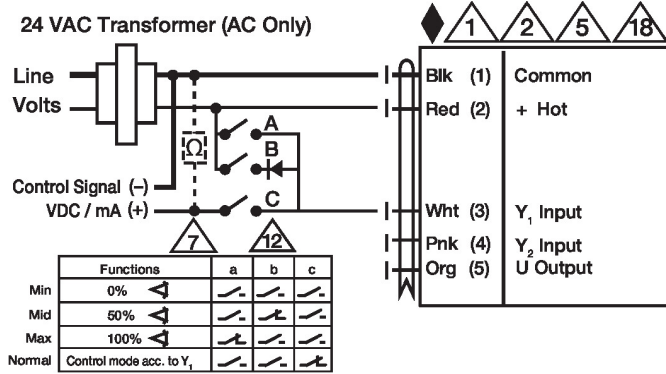 24 VAC Transformer (AC Only)
1 2 5 18
Line
Volts
Blk (1) Common
Red (2) + Hot
A
B
Ω
Control Signal (–)
VDC / mA (+)
C
Wht (3) Y1 Input
Pnk (4) Y2 Input
Org (5) U Output
7 12
Functions a b c
Min 0%
Mid 50%
Max 100%
Normal Control mode acc. to Y1